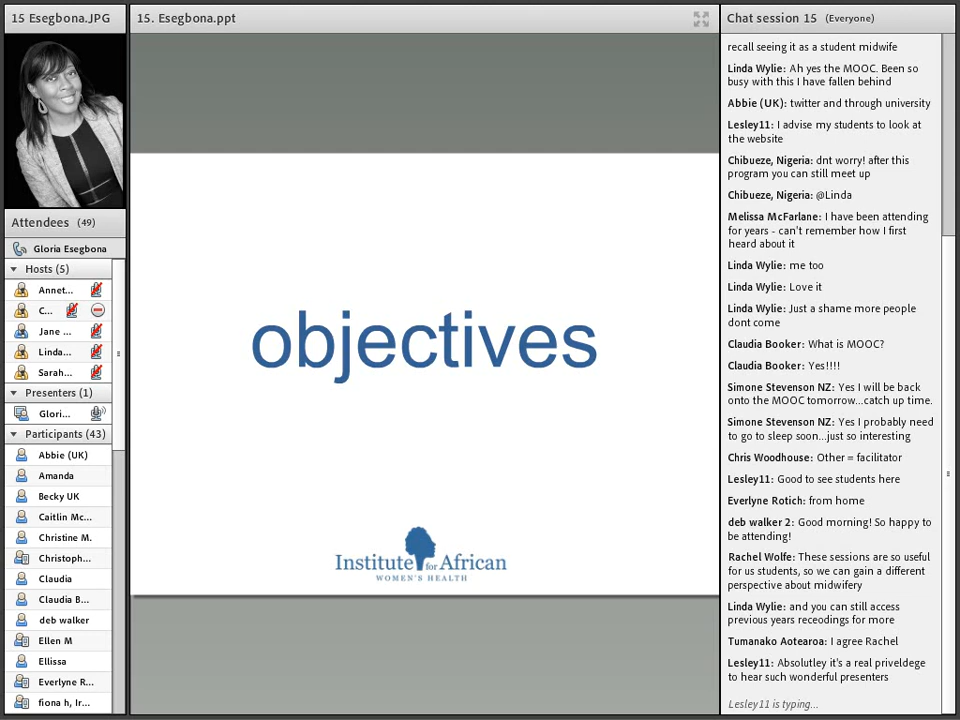 15 Esegbona.JPG
Attendees (49)
Gloria Esegbona
Hosts (5)
Annet...
C...
Jane ...
Linda...
Sarah...
Presenters (1)
Glori...
Participants (43)
Abbie (UK)
Amanda
Becky UK
Caitlin Mc...
Christine M.
Christoph...
Claudia
Claudia B...
deb walker
Ellen M
Ellissa
Everlyne R...
fiona h, Ir...
15. Esegbona.ppt
objectives
Institute for African
WOMEN'S HEALTH
Chat session 15 (Everyone)
recall seeing it as a student midwife
Linda Wylie: Ah yes the MOOC. Been so
busy with this I have fallen behind
Abbie (UK): twitter and through university
Lesley11: I advise my students to look at
the website
Chibueze, Nigeria: dnt worry! after this
program you can still meet up
Chibueze, Nigeria: @Linda
Melissa McFarlane: I have been attending
for years - can't remember how I first
heard about it
Linda Wylie: me too
Linda Wylie: Love it
Linda Wylie: Just a shame more people
dont come
Claudia Booker: What is MOOC?
Claudia Booker: Yes!!!!
Simone Stevenson NZ: Yes I will be back
onto the MOOC tomorrow...catch up time.
Simone Stevenson NZ: Yes I probably need
to go to sleep soon...just so interesting
Chris Woodhouse: Other = facilitator
Lesley11: Good to see students here
Everlyne Rotich: from home
deb walker 2: Good morning! So happy to
be attending!
Rachel Wolfe: These sessions are so useful
for us students, so we can gain a different
perspective about midwifery
Linda Wylie: and you can still access
previous years receodings for more
Tumanako Aotearoa: I agree Rachel
Lesley11: Absolutley it's a real priveldege
to hear such wonderful presenters
Lesley11 is typing...